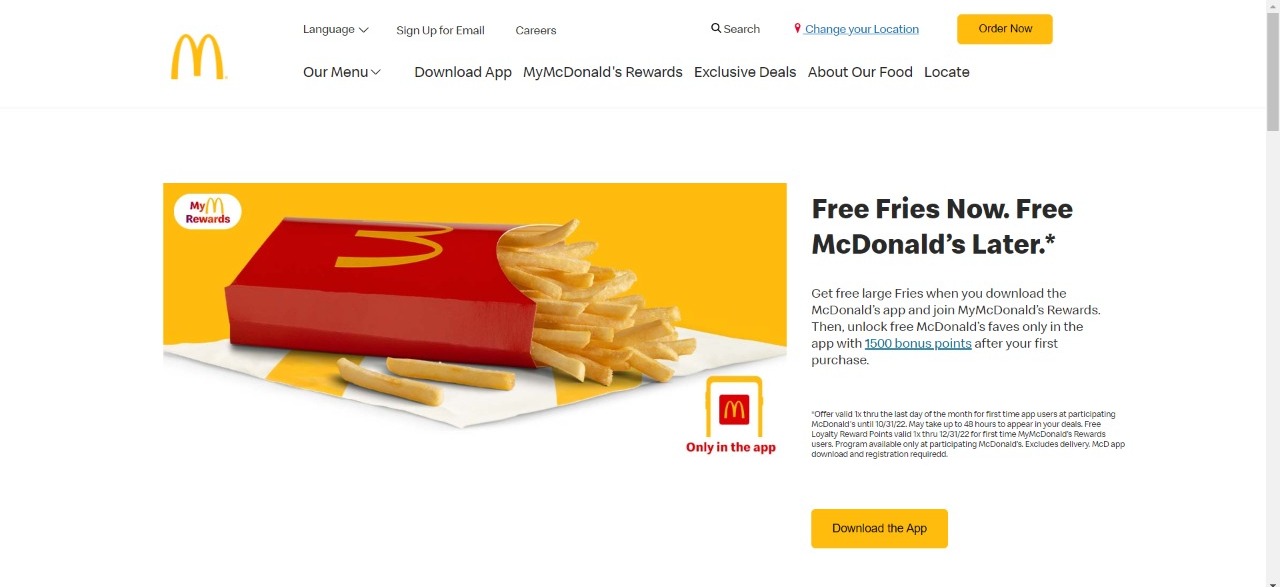 Language
Sign Up for Email
Careers
Search
Change your Location
Order Now
Our Menu
Download App
MyMcDonald's Rewards
Exclusive Deals
About Our Food
Locate
My
Rewards
Only in the app
Free Fries Now. Free
McDonald's Later.*
Get free large Fries when you download the
McDonald's app and join MyMcDonald's Rewards.
Then, unlock free McDonald's faves only in the
app with 1500 bonus points after your first
purchase.
*Offer valid 1x thru the last day of the month for first time app users at participating
McDonald's until 10/31/22. May take up to 48 hours to appear in your deals. Free
Loyalty Reward Points valid 1x thru 12/31/22 for first time MyMcDonald's Rewards
users. Program available only at participating McDonald's. Excludes delivery. McD app
download and registration requiredd.
Download the App